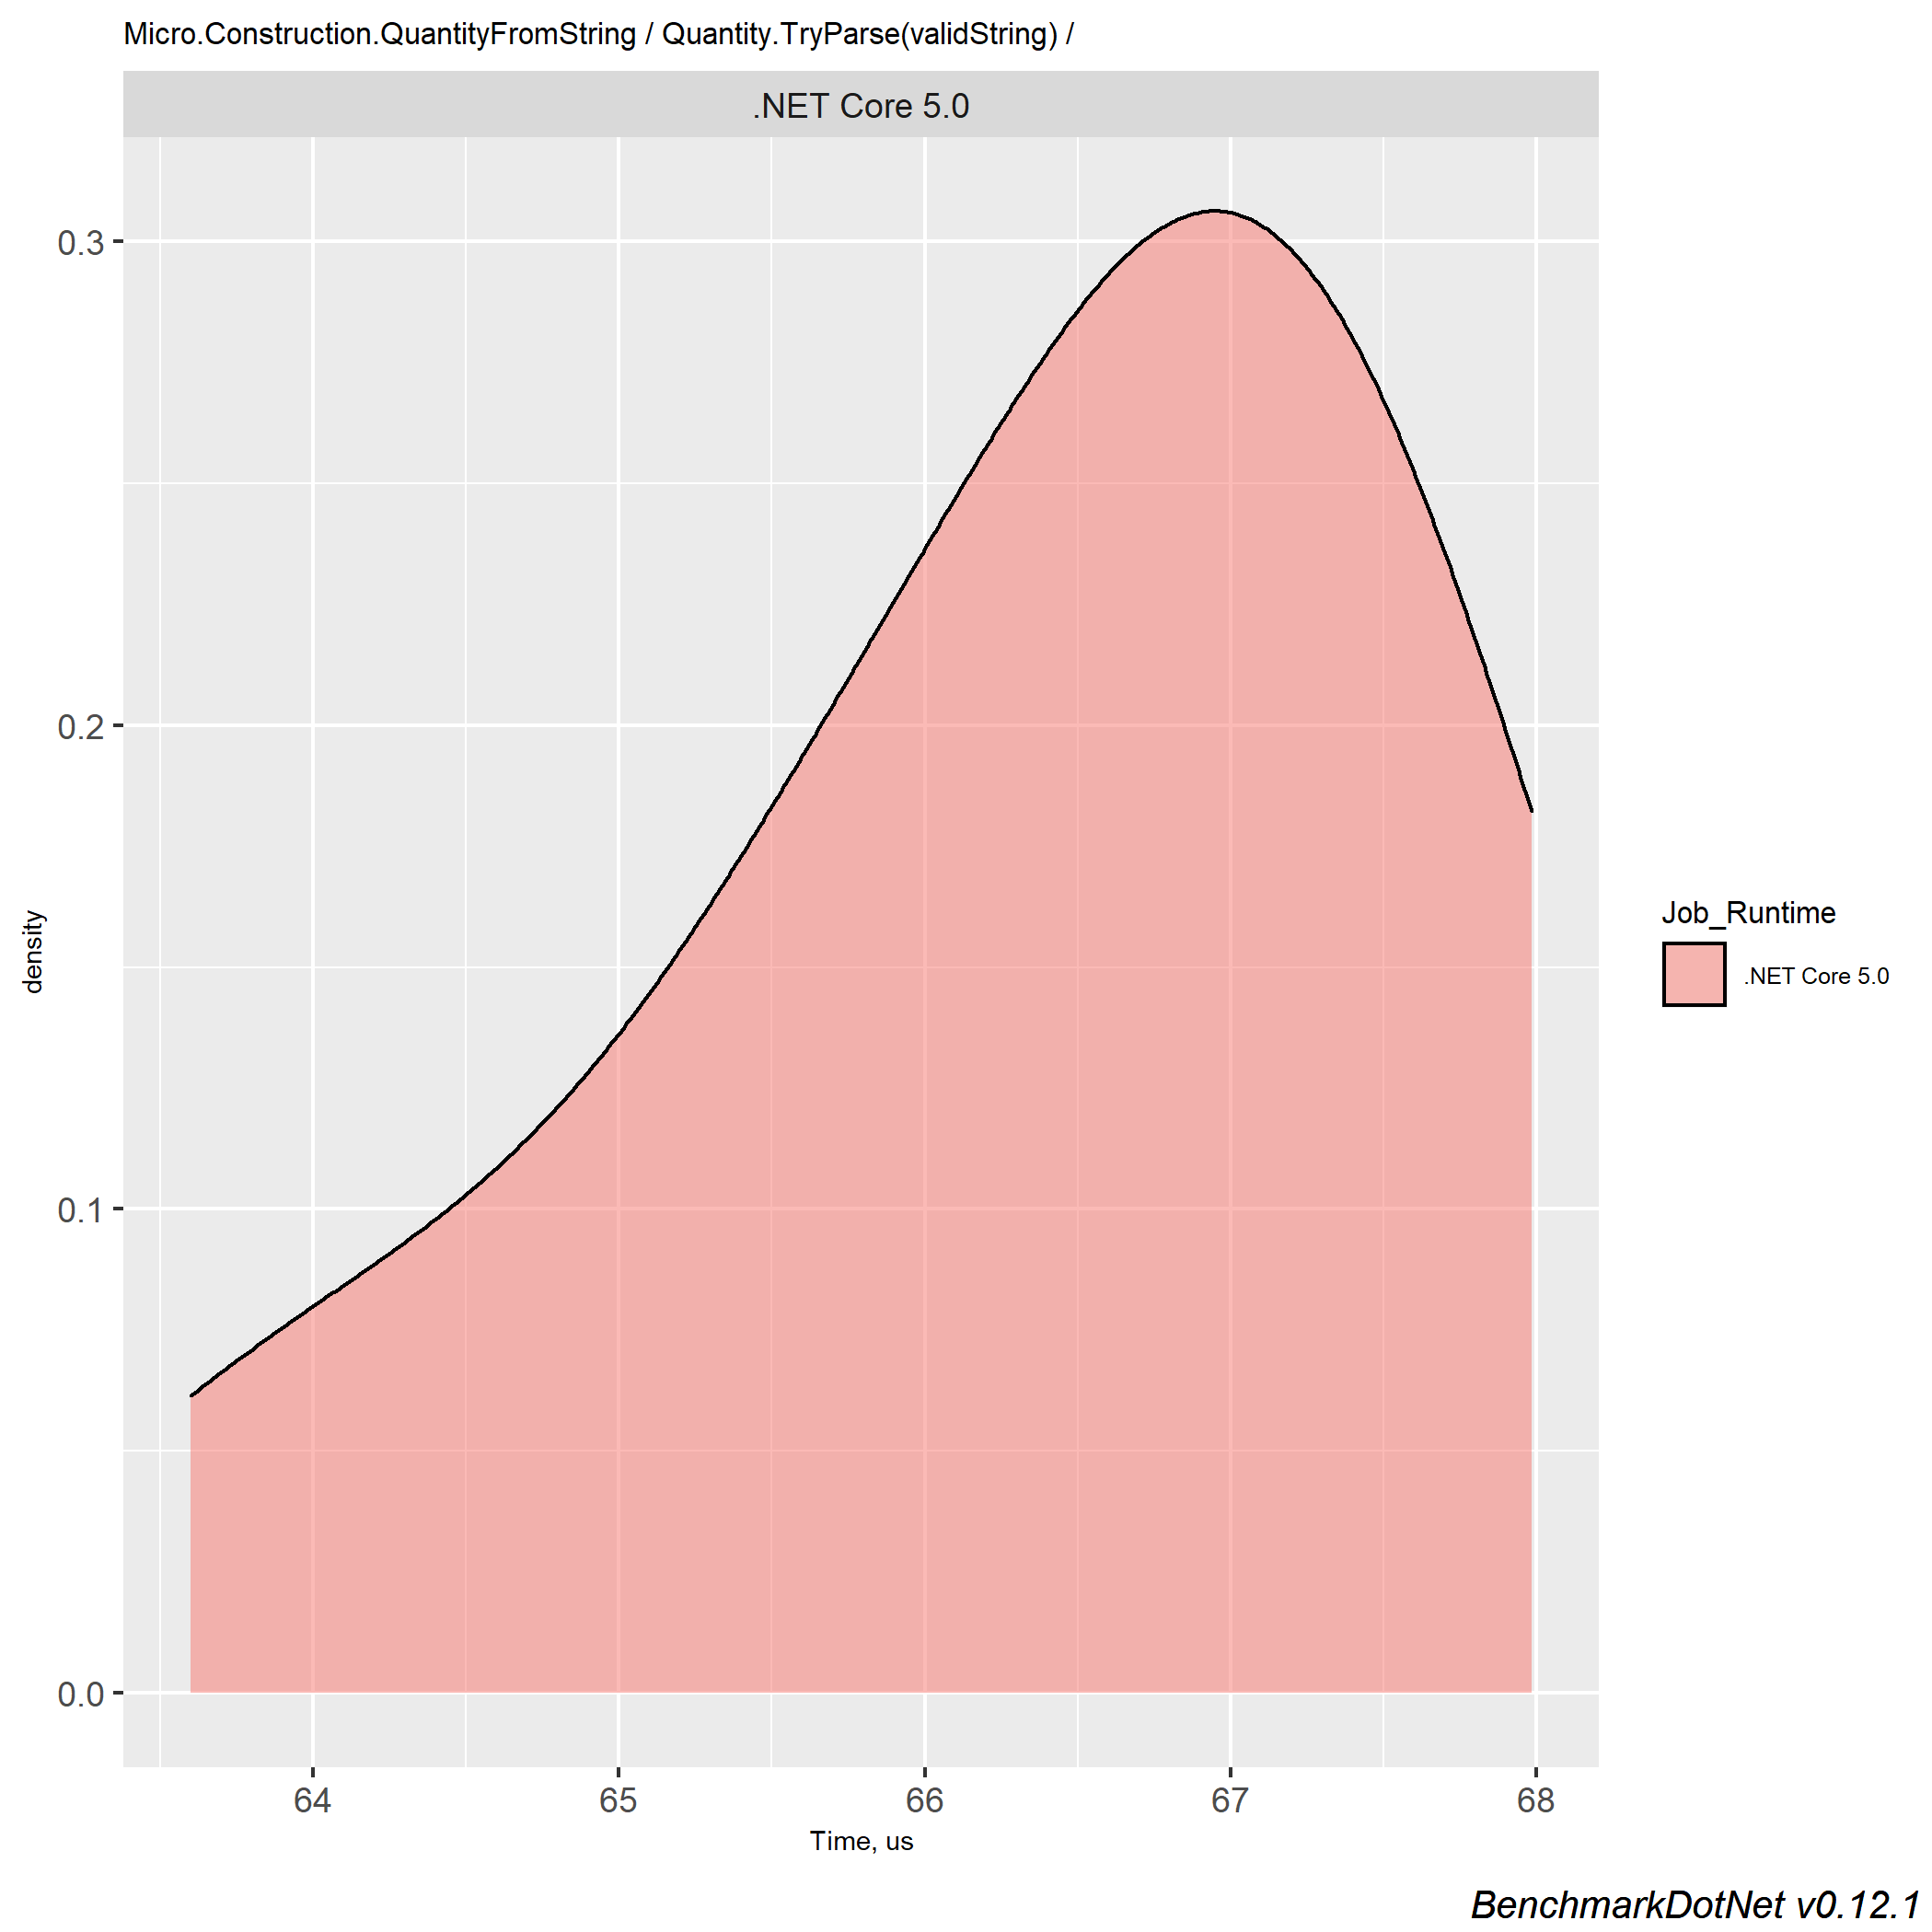 Micro.Construction.QuantityFromString / Quantity.TryParse(validString) /
.NET Core 5.0
0.3
0.2
0.1
0.0
density
64 65 66 67 68
Time, us
Job_Runtime
.NET Core 5.0
BenchmarkDotNet v0.12.1